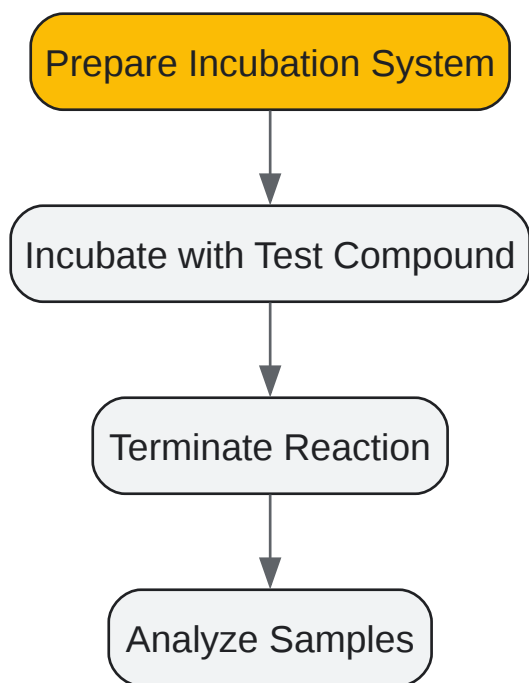 Prepare Incubation System
Incubate with Test Compound
Terminate Reaction
Analyze Samples